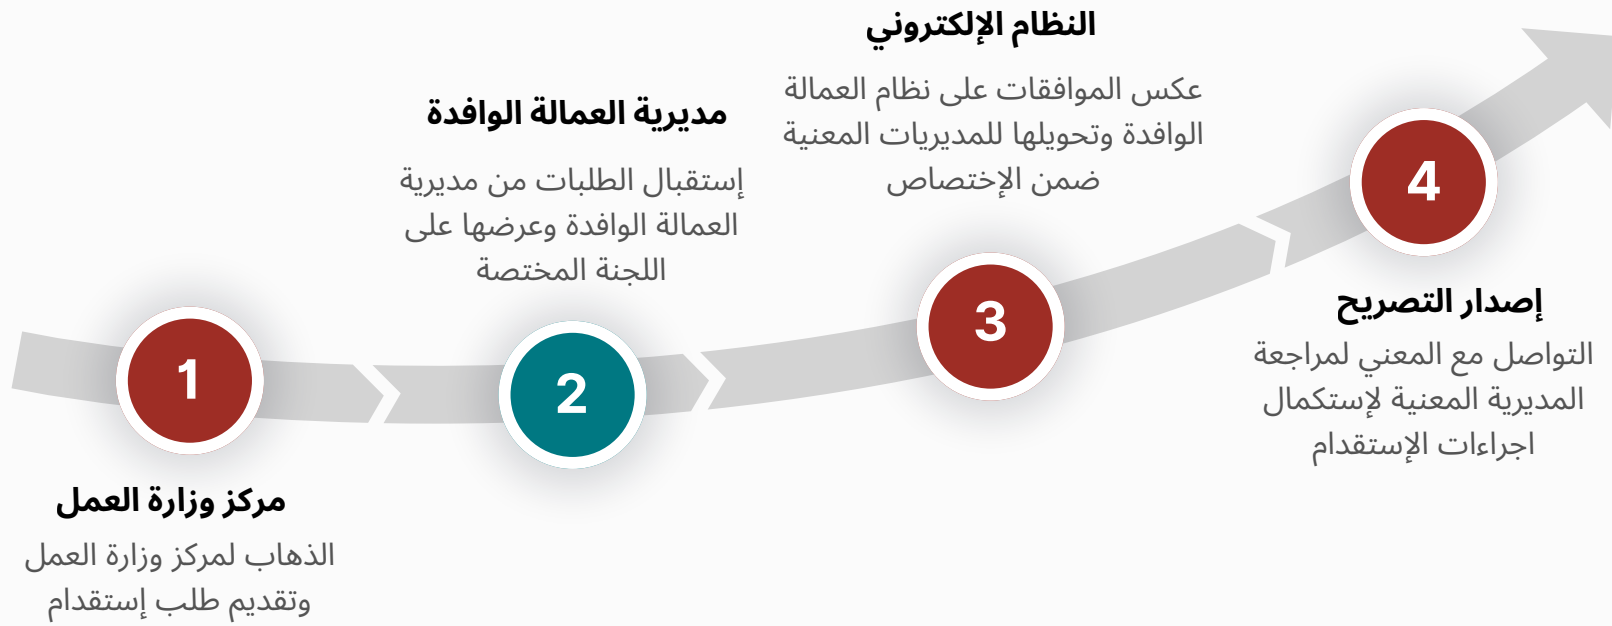 1
مركز وزارة العمل
الذهاب لمركز وزارة العمل
وتقديم طلب إستقدام
2
مديرية العمالة الوافدة
إستقبال الطلبات من مديرية
العمالة الوافدة وعرضها على
اللجنة المختصة
3
النظام الإلكتروني
عكس الموافقات على نظام العمالة
الوافدة وتحويلها للمديريات المعنية
ضمن الإختصاص
4
إصدار التصريح
التواصل مع المعني لمراجعة
المديرية المعنية لإستكمال
اجراءات الإستقدام